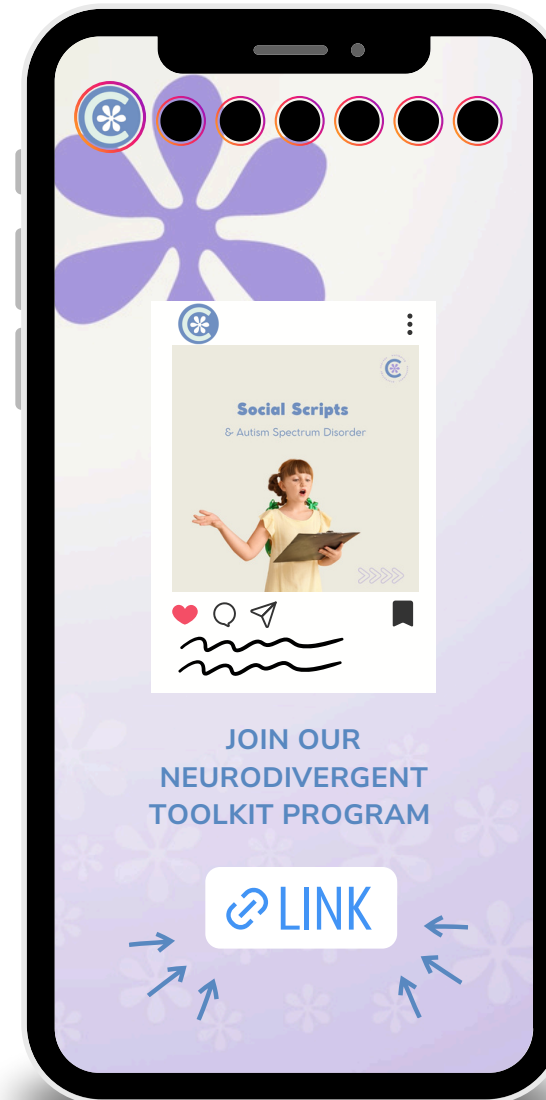 Social Scripts
& Autism Spectrum Disorder
JOIN OUR
NEURODIVERGENT
TOOLKIT PROGRAM
LINK